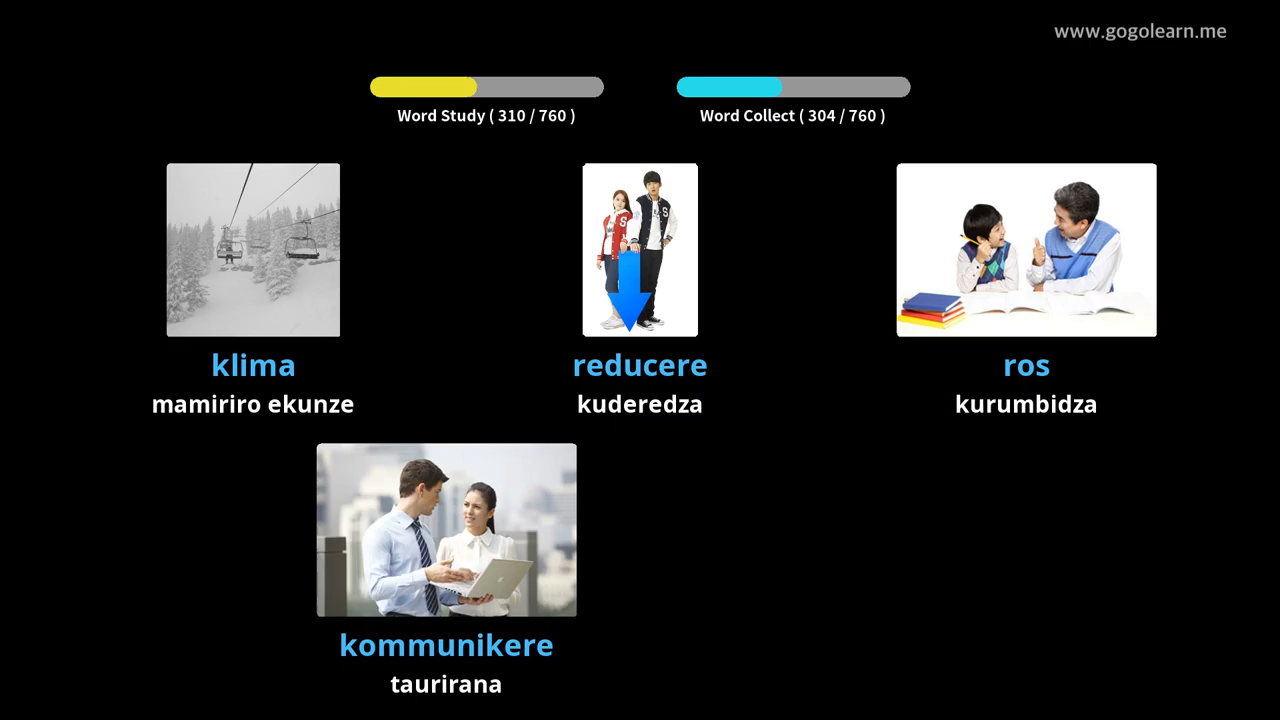 www.gogolearn.me
Word Study ( 310 / 760 )
Word Collect ( 304 / 760 )
klima
mamiriro ekunze
reducere
kuderedza
ros
kurumbidza
kommunikere
taurirana